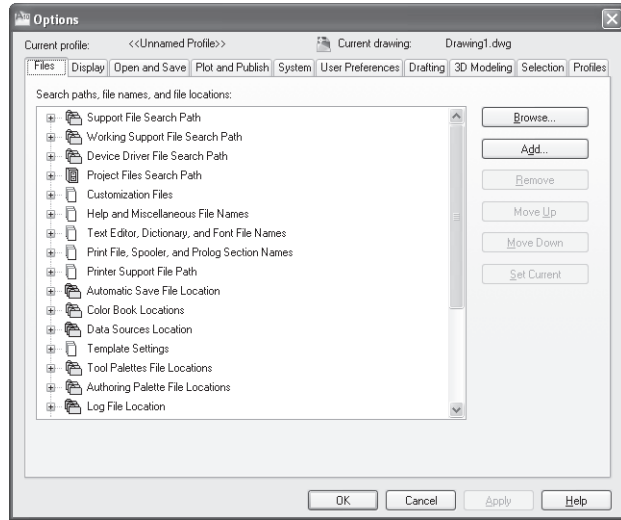 Options
Current profile: <<Unnamed Profile>> Current drawing: Drawing1.dwg
Files Display Open and Save Plot and Publish System User Preferences Drafting 3D Modeling Selection Profiles
Search paths, file names, and file locations:
Support File Search Path
Working Support File Search Path
Device Driver File Search Path
Project Files Search Path
Customization Files
Help and Miscellaneous File Names
Text Editor, Dictionary, and Font File Names
Print File, Spooler, and Prolog Section Names
Printer Support File Path
Automatic Save File Location
Color Book Locations
Data Sources Location
Template Settings
Tool Palettes File Locations
Authoring Palette File Locations
Log File Location
Browse...
Add...
Remove
Move Up
Move Down
Set Current
OK Cancel Apply Help